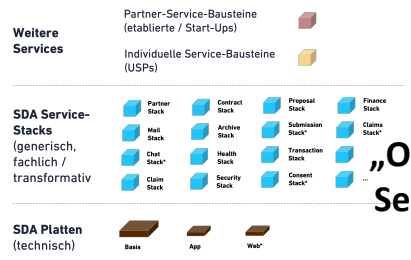 Weitere
Services
Partner-Service-Bausteine
(etablierte / Start-Ups)
Individuelle Service-Bausteine
(USPs)
SDA Service-
Stacks
(generisch,
fachlich /
transformativ
Partner
Stack
Contract
Stack
Proposal
Stack
Finance
Stack
Mail
Stack
Archive
Stack
Submission
Stack*
Claims
Stack*
Chat
Stack*
Health
Stack
Transaction
Stack
Claim
Stack
Security
Stack
Consent
Stack*
...
„O
Se
SDA Platten
(technisch)
Basis
App
Web*